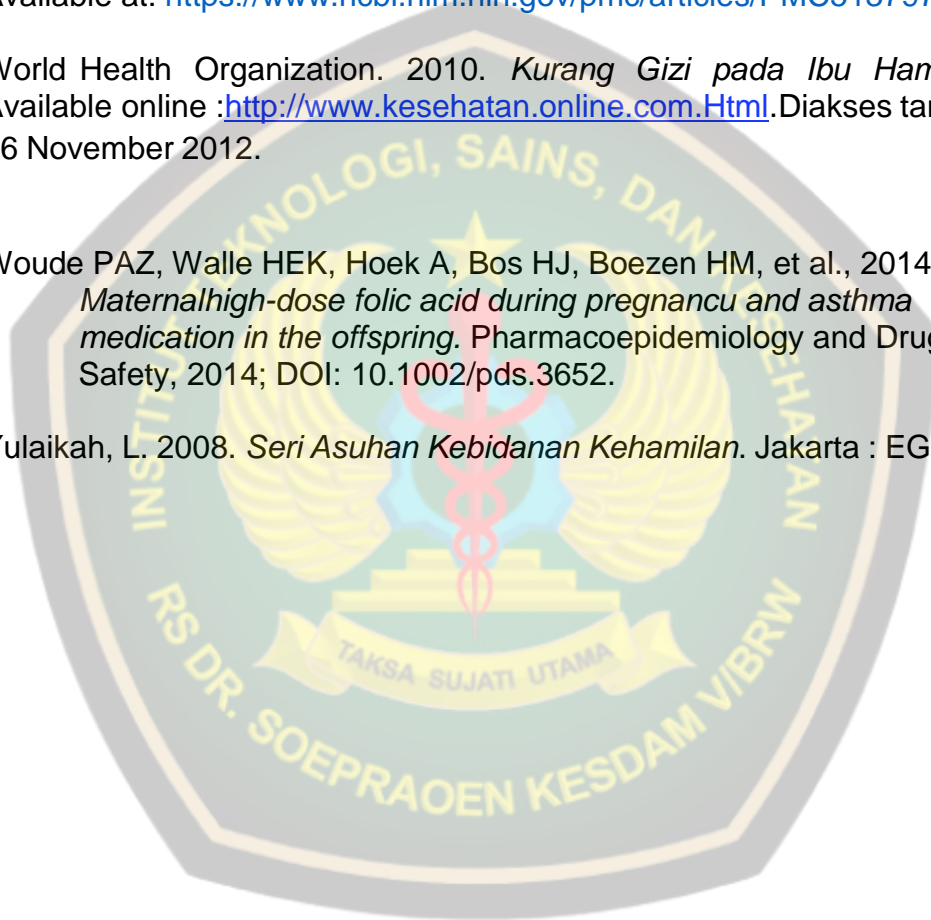 Available at: https://www.ncbi.nlm.nih.gov/pmc/articles/
World Health Organization. 2010. Kurang Gizi pada Ibu
Available online :http://www.kesehatan.online.com.Html.Diakses
6 November 2012.
Woude PAZ, Walle HEK, Hoek A, Bos HJ, Boezen HM, et al., 2014
Maternalhigh-dose folic acid during pregnancu and asthma
medication in the offspring. Pharmacoepidemiology and Drug
Safety, 2014; DOI: 10.1002/pds.3652.
Yulaikah, L. 2008. Seri Asuhan Kebidanan Kehamilan. Jakarta :
INSTITUT TEKNOLOGI, SAINS, DAN KESEHATAN
TAKSA SUJATI UTAMA
RS DR. SOEPRAOEN KESDAM V/BRW